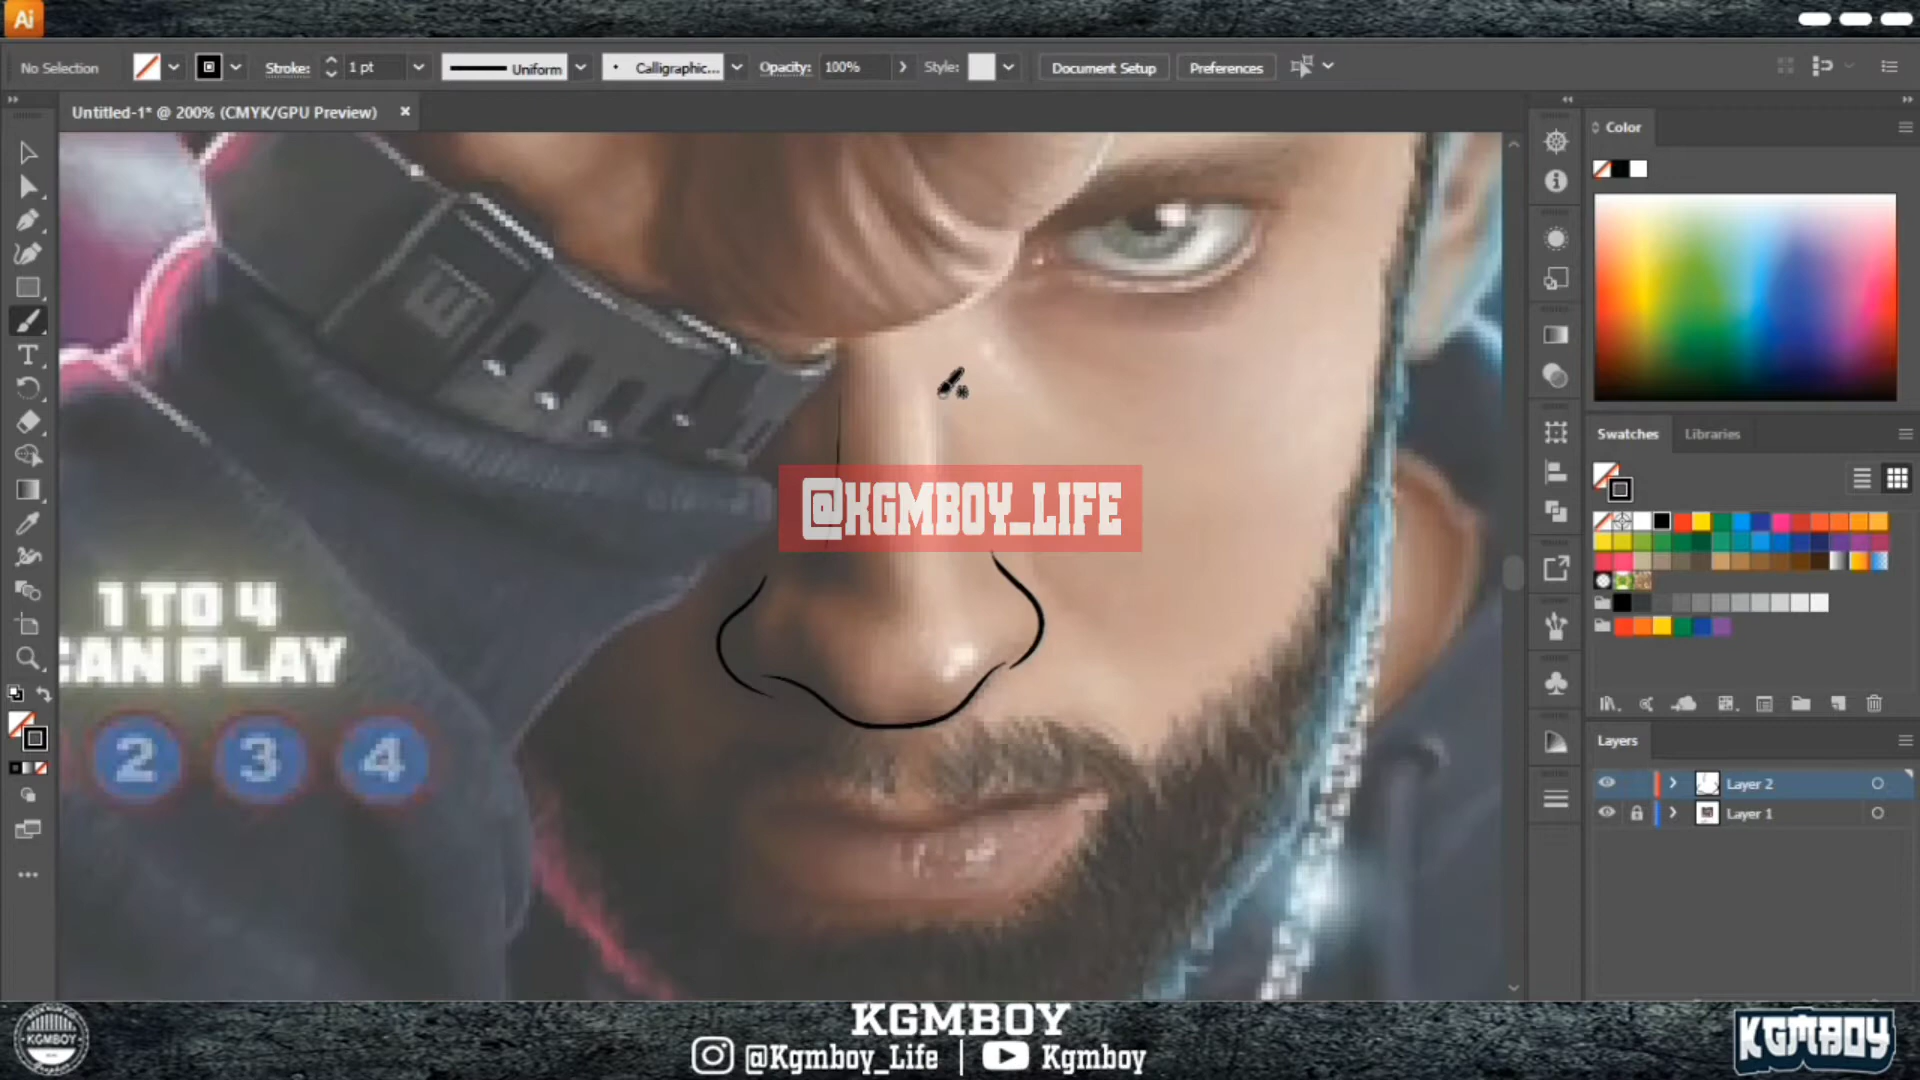 Ai
No Selection
Stroke:
1 pt
Uniform
Calligraphic...
Opacity:
100%
Style:
Document Setup
Preferences
Untitled-1* @ 200% (CMYK/GPU Preview)
Color
@KGMBOY_LIFE
Swatches
Libraries
1 TO 4
CAN PLAY
2
3
4
Layers
Layer 2
Layer 1
KGMBOY
@Kgmboy_Life | Kgmboy
KGMBOY
KGMBOY